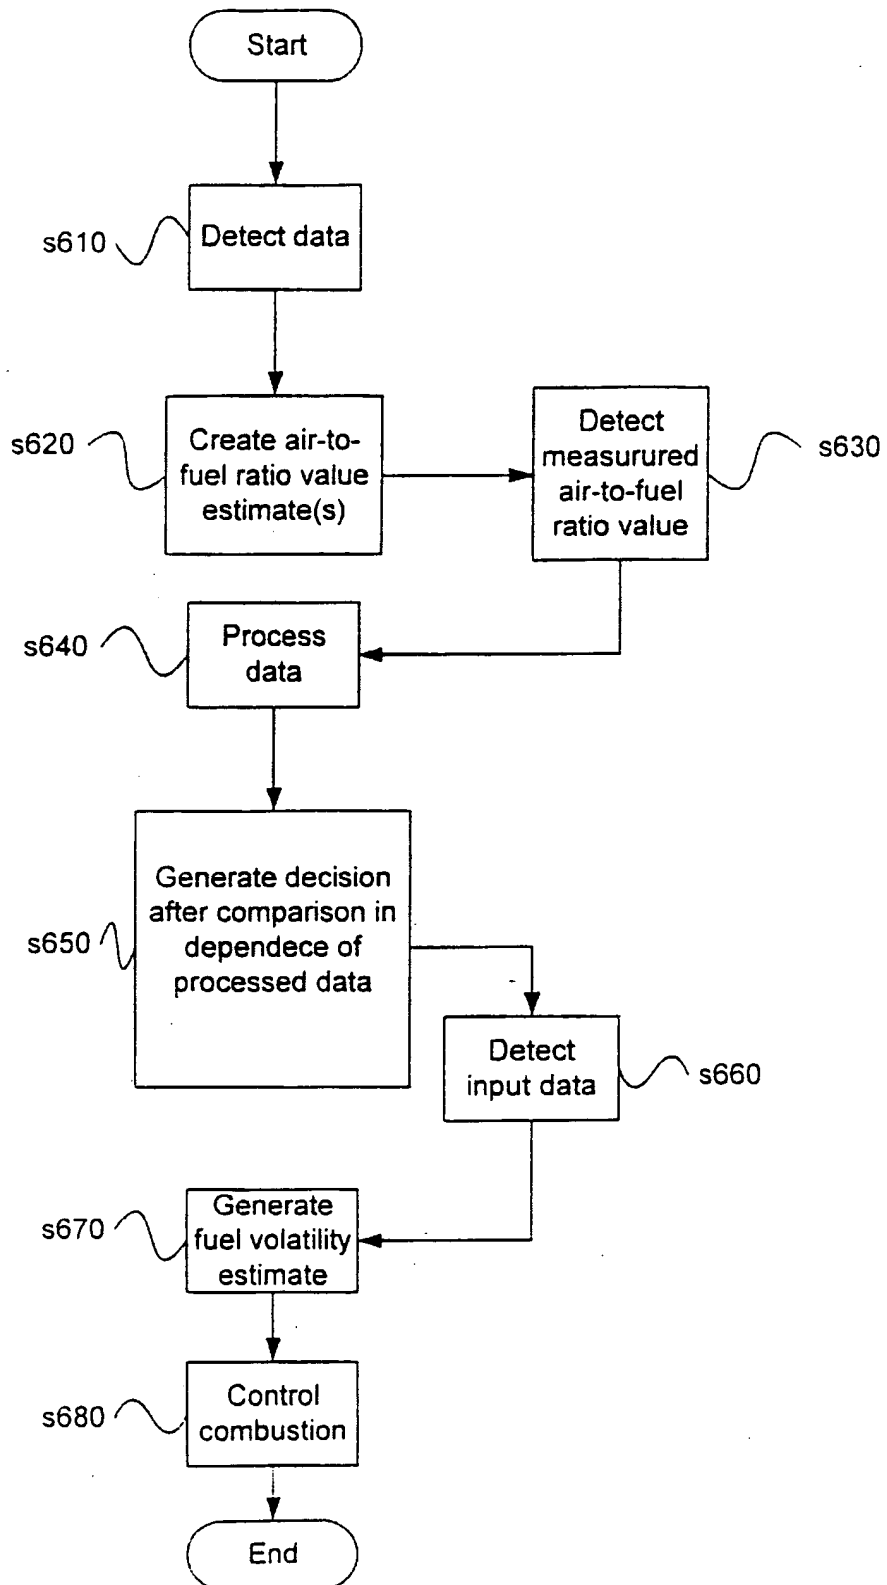 Start
s610
Detect data
s620
Create air-to-
fuel ratio value
estimate(s)
Detect
measurured
air-to-fuel
ratio value
s630
s640
Process
data
s650
Generate decision
after comparison in
dependece of
processed data
Detect
input data
s660
s670
Generate
fuel volatility
estimate
s680
Control
combustion
End